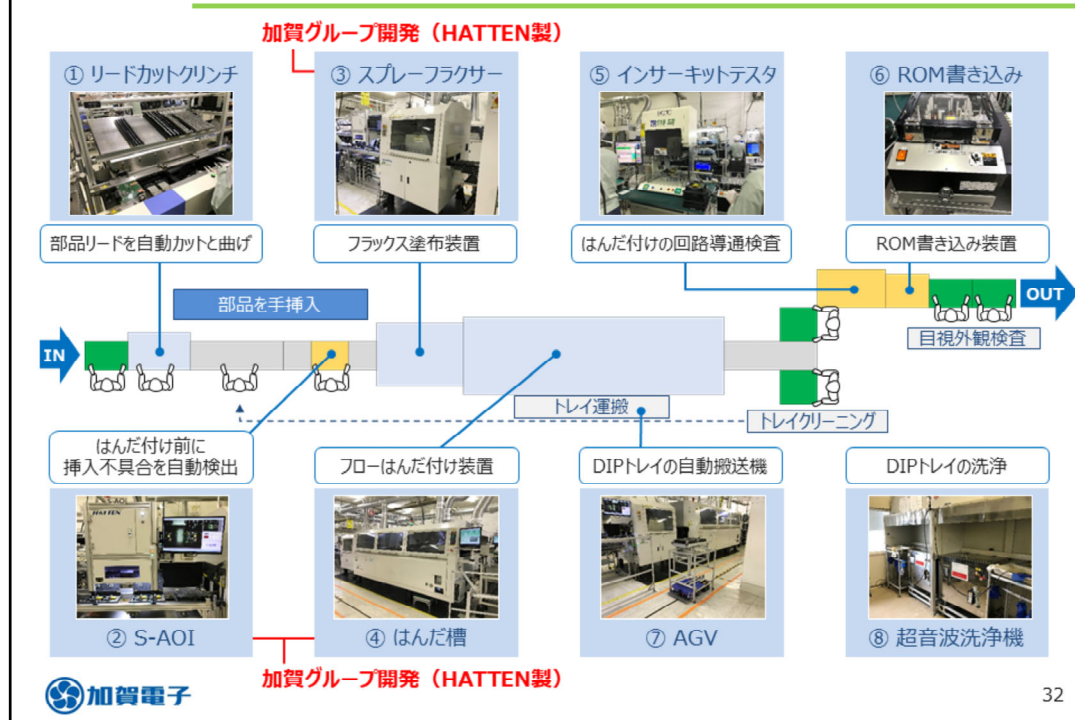 加賀グループ開発（HATTEN製）
① リードカットクリンチ
③ スプレーフラクサー
⑤ インサーキットテスタ
⑥ ROM書き込み
部品リードを自動カットと曲げ
フラックス塗布装置
はんだ付けの回路導通検査
ROM書き込み装置
部品を手挿入
IN
OUT
目視外観検査
トレイ運搬
トレイクリーニング
はんだ付け前に
挿入不具合を自動検出
フローはんだ付け装置
DIPトレイの自動搬送機
DIPトレイの洗浄
HATTEN
② S-AOI
④ はんだ槽
⑦ AGV
⑧ 超音波洗浄機
加賀グループ開発（HATTEN製）
加賀電子
32